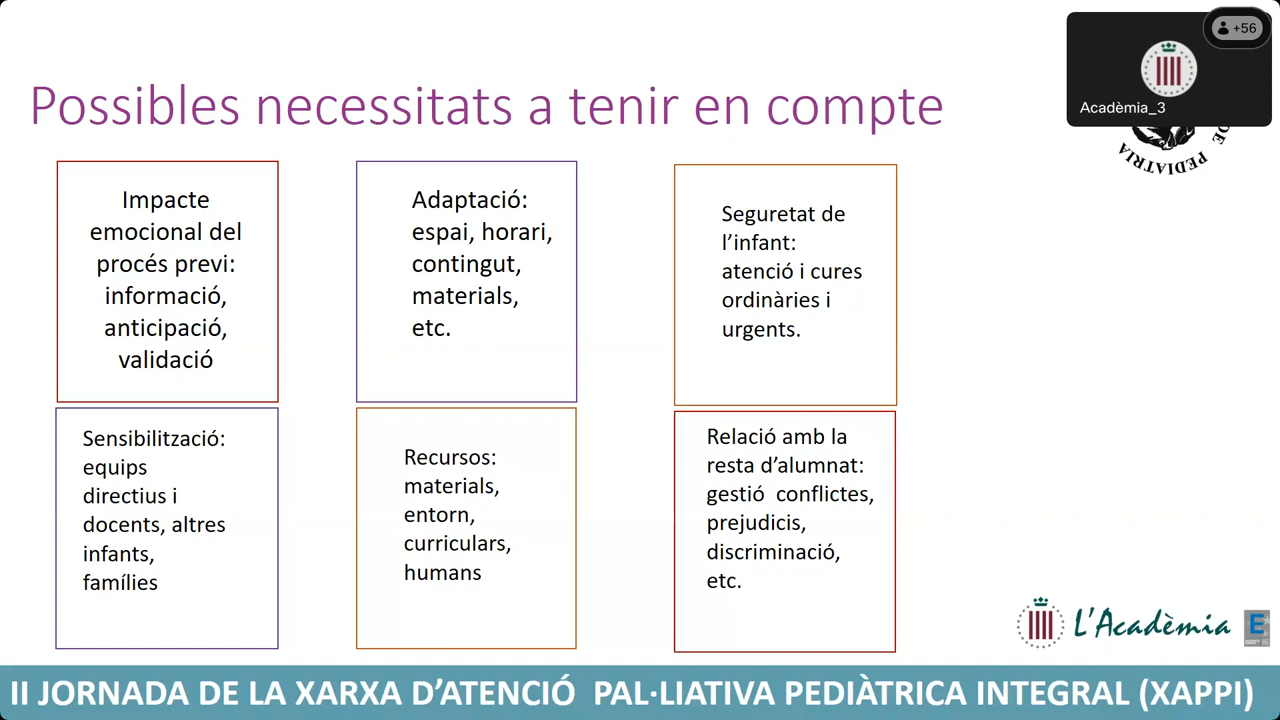 +56
Acadèmia_3
DE PEDIATRIA
Possibles necessitats a tenir en compte
Impacte
emocional del
procés previ:
informació,
anticipació,
validació
Adaptació:
espai, horari,
contingut,
materials,
etc.
Seguretat de
l’infant:
atenció i cures
ordinàries i
urgents.
Sensibilització:
equips
directius i
docents, altres
infants,
famílies
Recursos:
materials,
entorn,
curriculars,
humans
Relació amb la
resta d’alumnat:
gestió  conflictes,
prejudicis,
discriminació,
etc.
L'Acadèmia
E
II JORNADA DE LA XARXA D’ATENCIÓ  PAL·LIATIVA PEDIÀTRICA INTEGRAL (XAPPI)